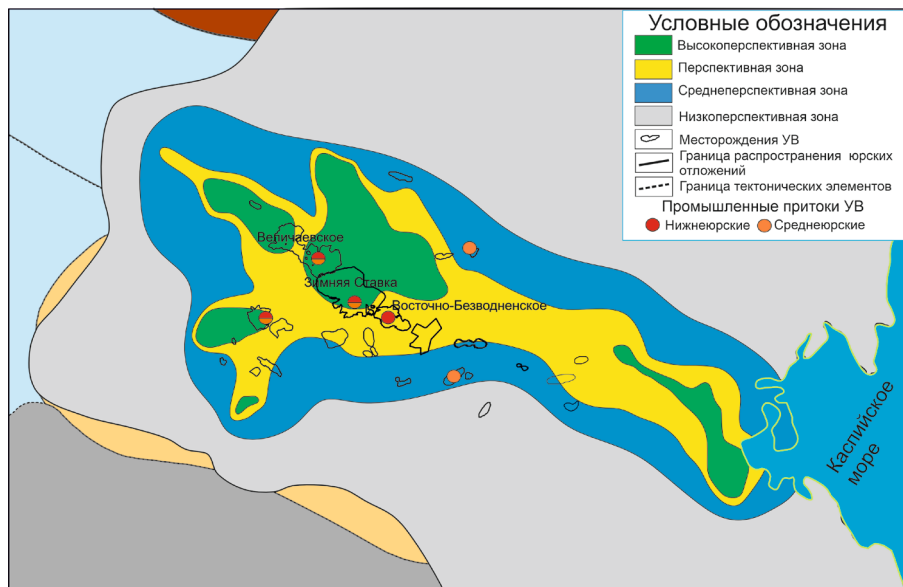 Условные обозначения
Высокоперспективная зона
Перспективная зона
Среднеперспективная зона
Низкоперспективная зона
Месторождения УВ
Граница распространения юрских
отложений
Граница тектонических элементов
Промышленные притоки УВ
Нижнеюрские
Среднеюрские
Величаевское
Зимняя Ставка
Восточно-Безводненское
Каспийское
море